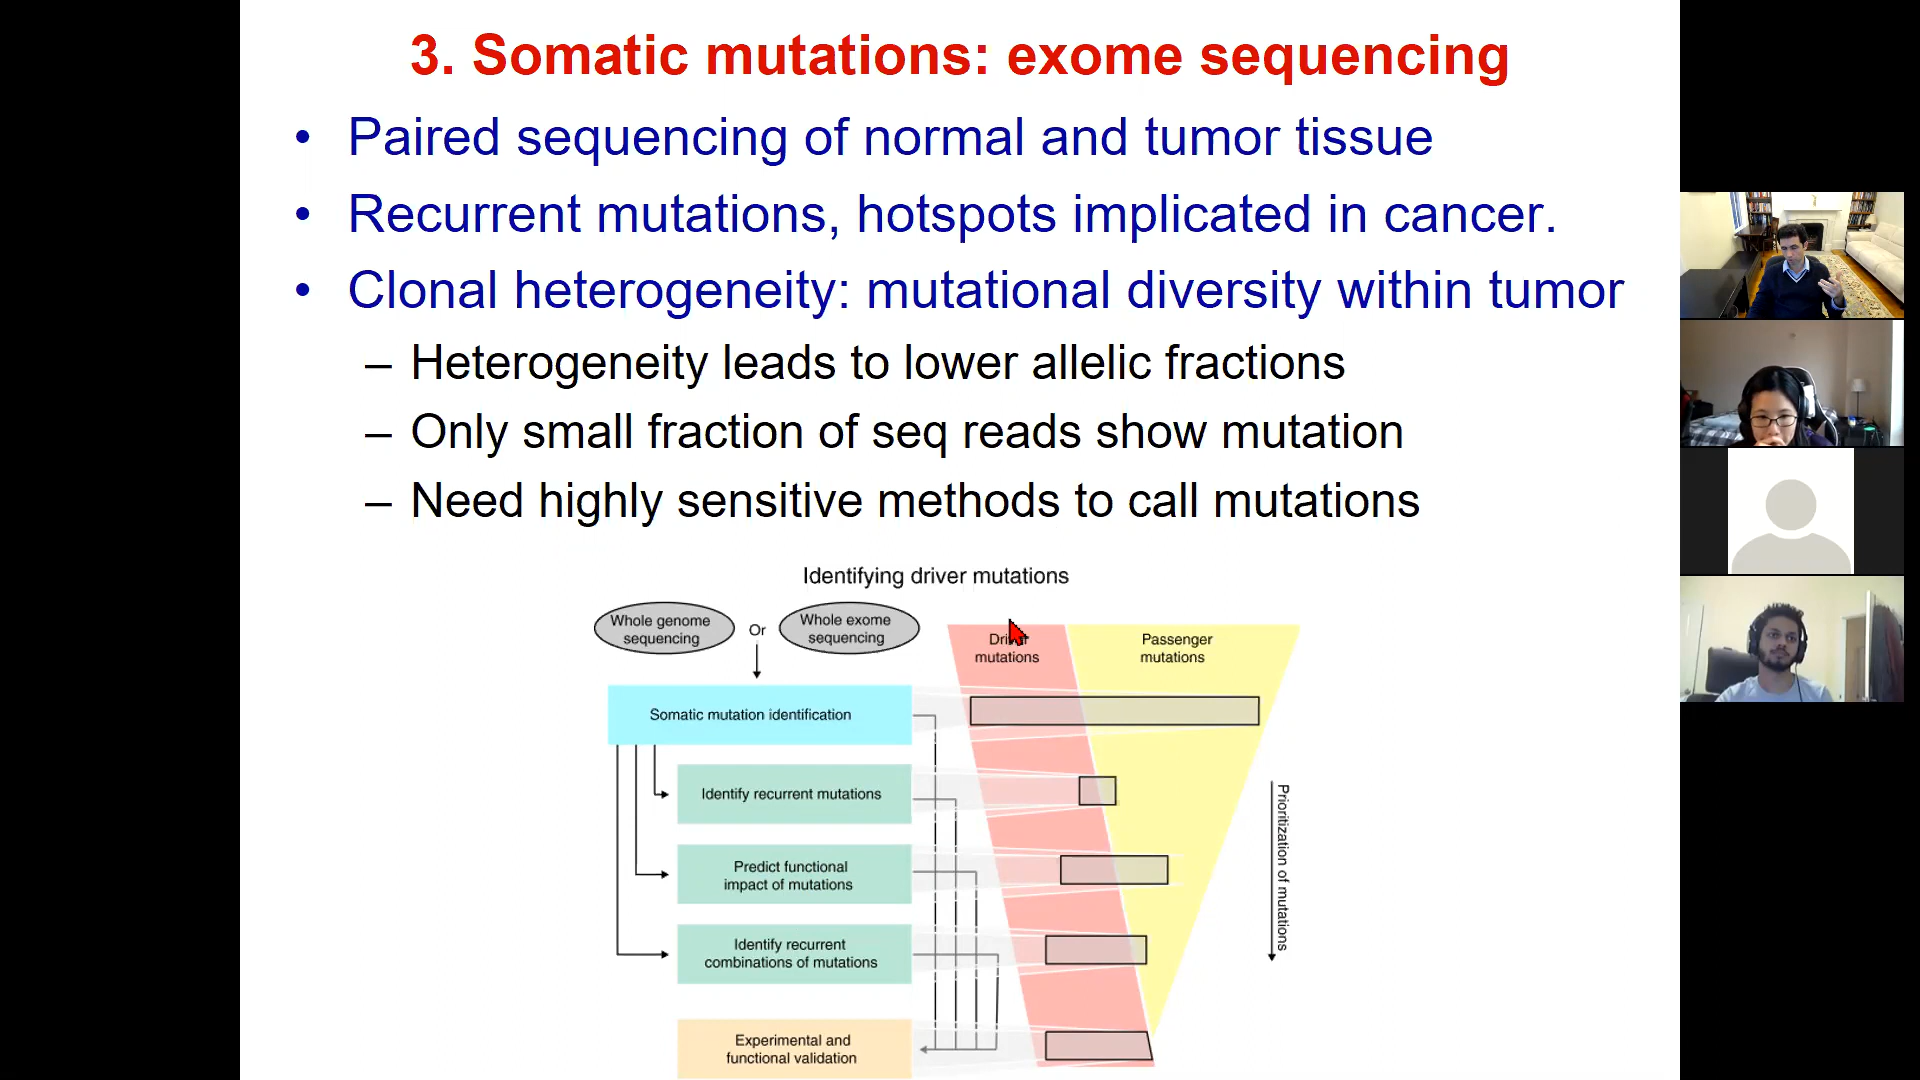 3. Somatic mutations: exome sequencing
• Paired sequencing of normal and tumor tissue
• Recurrent mutations, hotspots implicated in cancer.
• Clonal heterogeneity: mutational diversity within tumor
– Heterogeneity leads to lower allelic fractions
– Only small fraction of seq reads show mutation
– Need highly sensitive methods to call mutations
Identifying driver mutations
Whole genome
sequencing
Or
Whole exome
sequencing
Driver
mutations
Passenger
mutations
Somatic mutation identification
Identify recurrent mutations
Predict functional
impact of mutations
Identify recurrent
combinations of mutations
Experimental and
functional validation
Prioritization of mutations